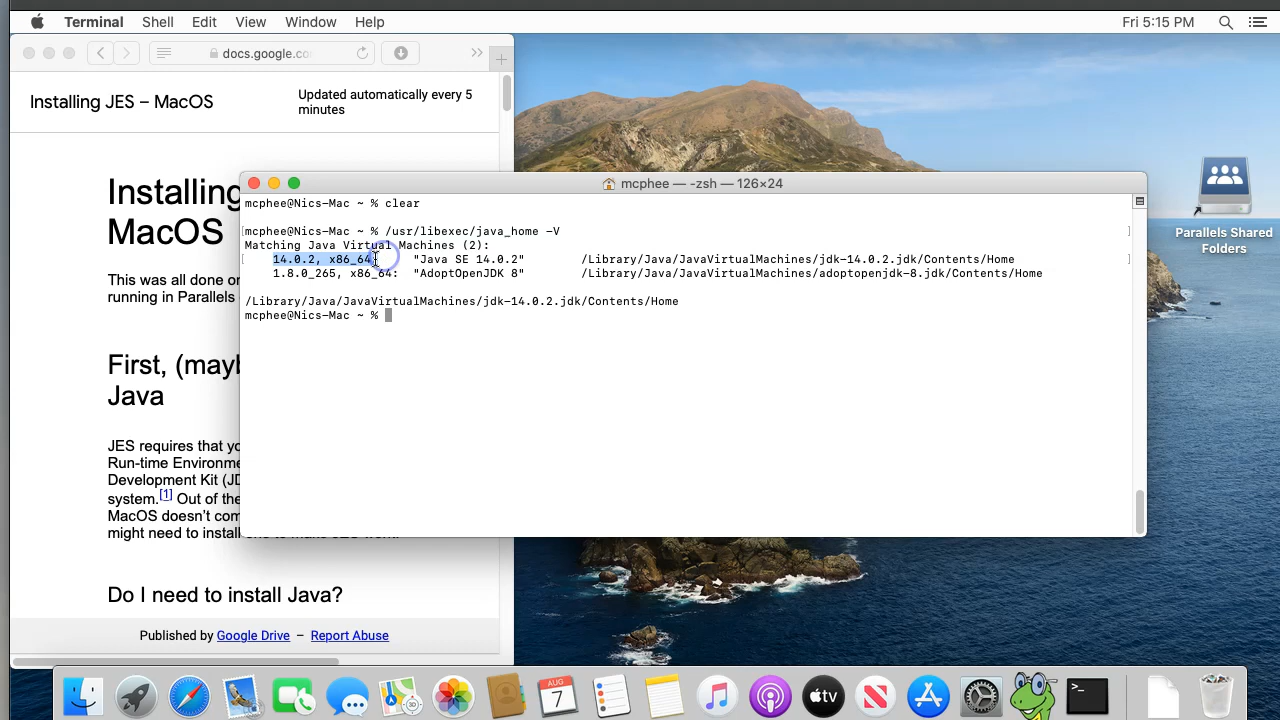 Terminal Shell Edit View Window Help Fri 5:15 PM
docs.google.co
Installing JES – MacOS
Updated automatically every 5
minutes
Installing
MacOS
This was all done on
running in Parallels
First, (mayb
Java
JES requires that yo
Run-time Environme
Development Kit (JD
system.[1] Out of the
MacOS doesn't com
might need to install one to make JES work.
Do I need to install Java?
Published by Google Drive – Report Abuse
mcphee — -zsh — 126×24
mcphee@Nics-Mac ~ % clear
[mcphee@Nics-Mac ~ % /usr/libexec/java_home -V ]
Matching Java Virtual Machines (2):
[ 14.0.2, x86_64: "Java SE 14.0.2" /Library/Java/JavaVirtualMachines/jdk-14.0.2.jdk/Contents/Home ]
1.8.0_265, x86_64: "AdoptOpenJDK 8" /Library/Java/JavaVirtualMachines/adoptopenjdk-8.jdk/Contents/Home
/Library/Java/JavaVirtualMachines/jdk-14.0.2.jdk/Contents/Home
mcphee@Nics-Mac ~ %
Parallels Shared
Folders
AUG
7
3D
tv
>_